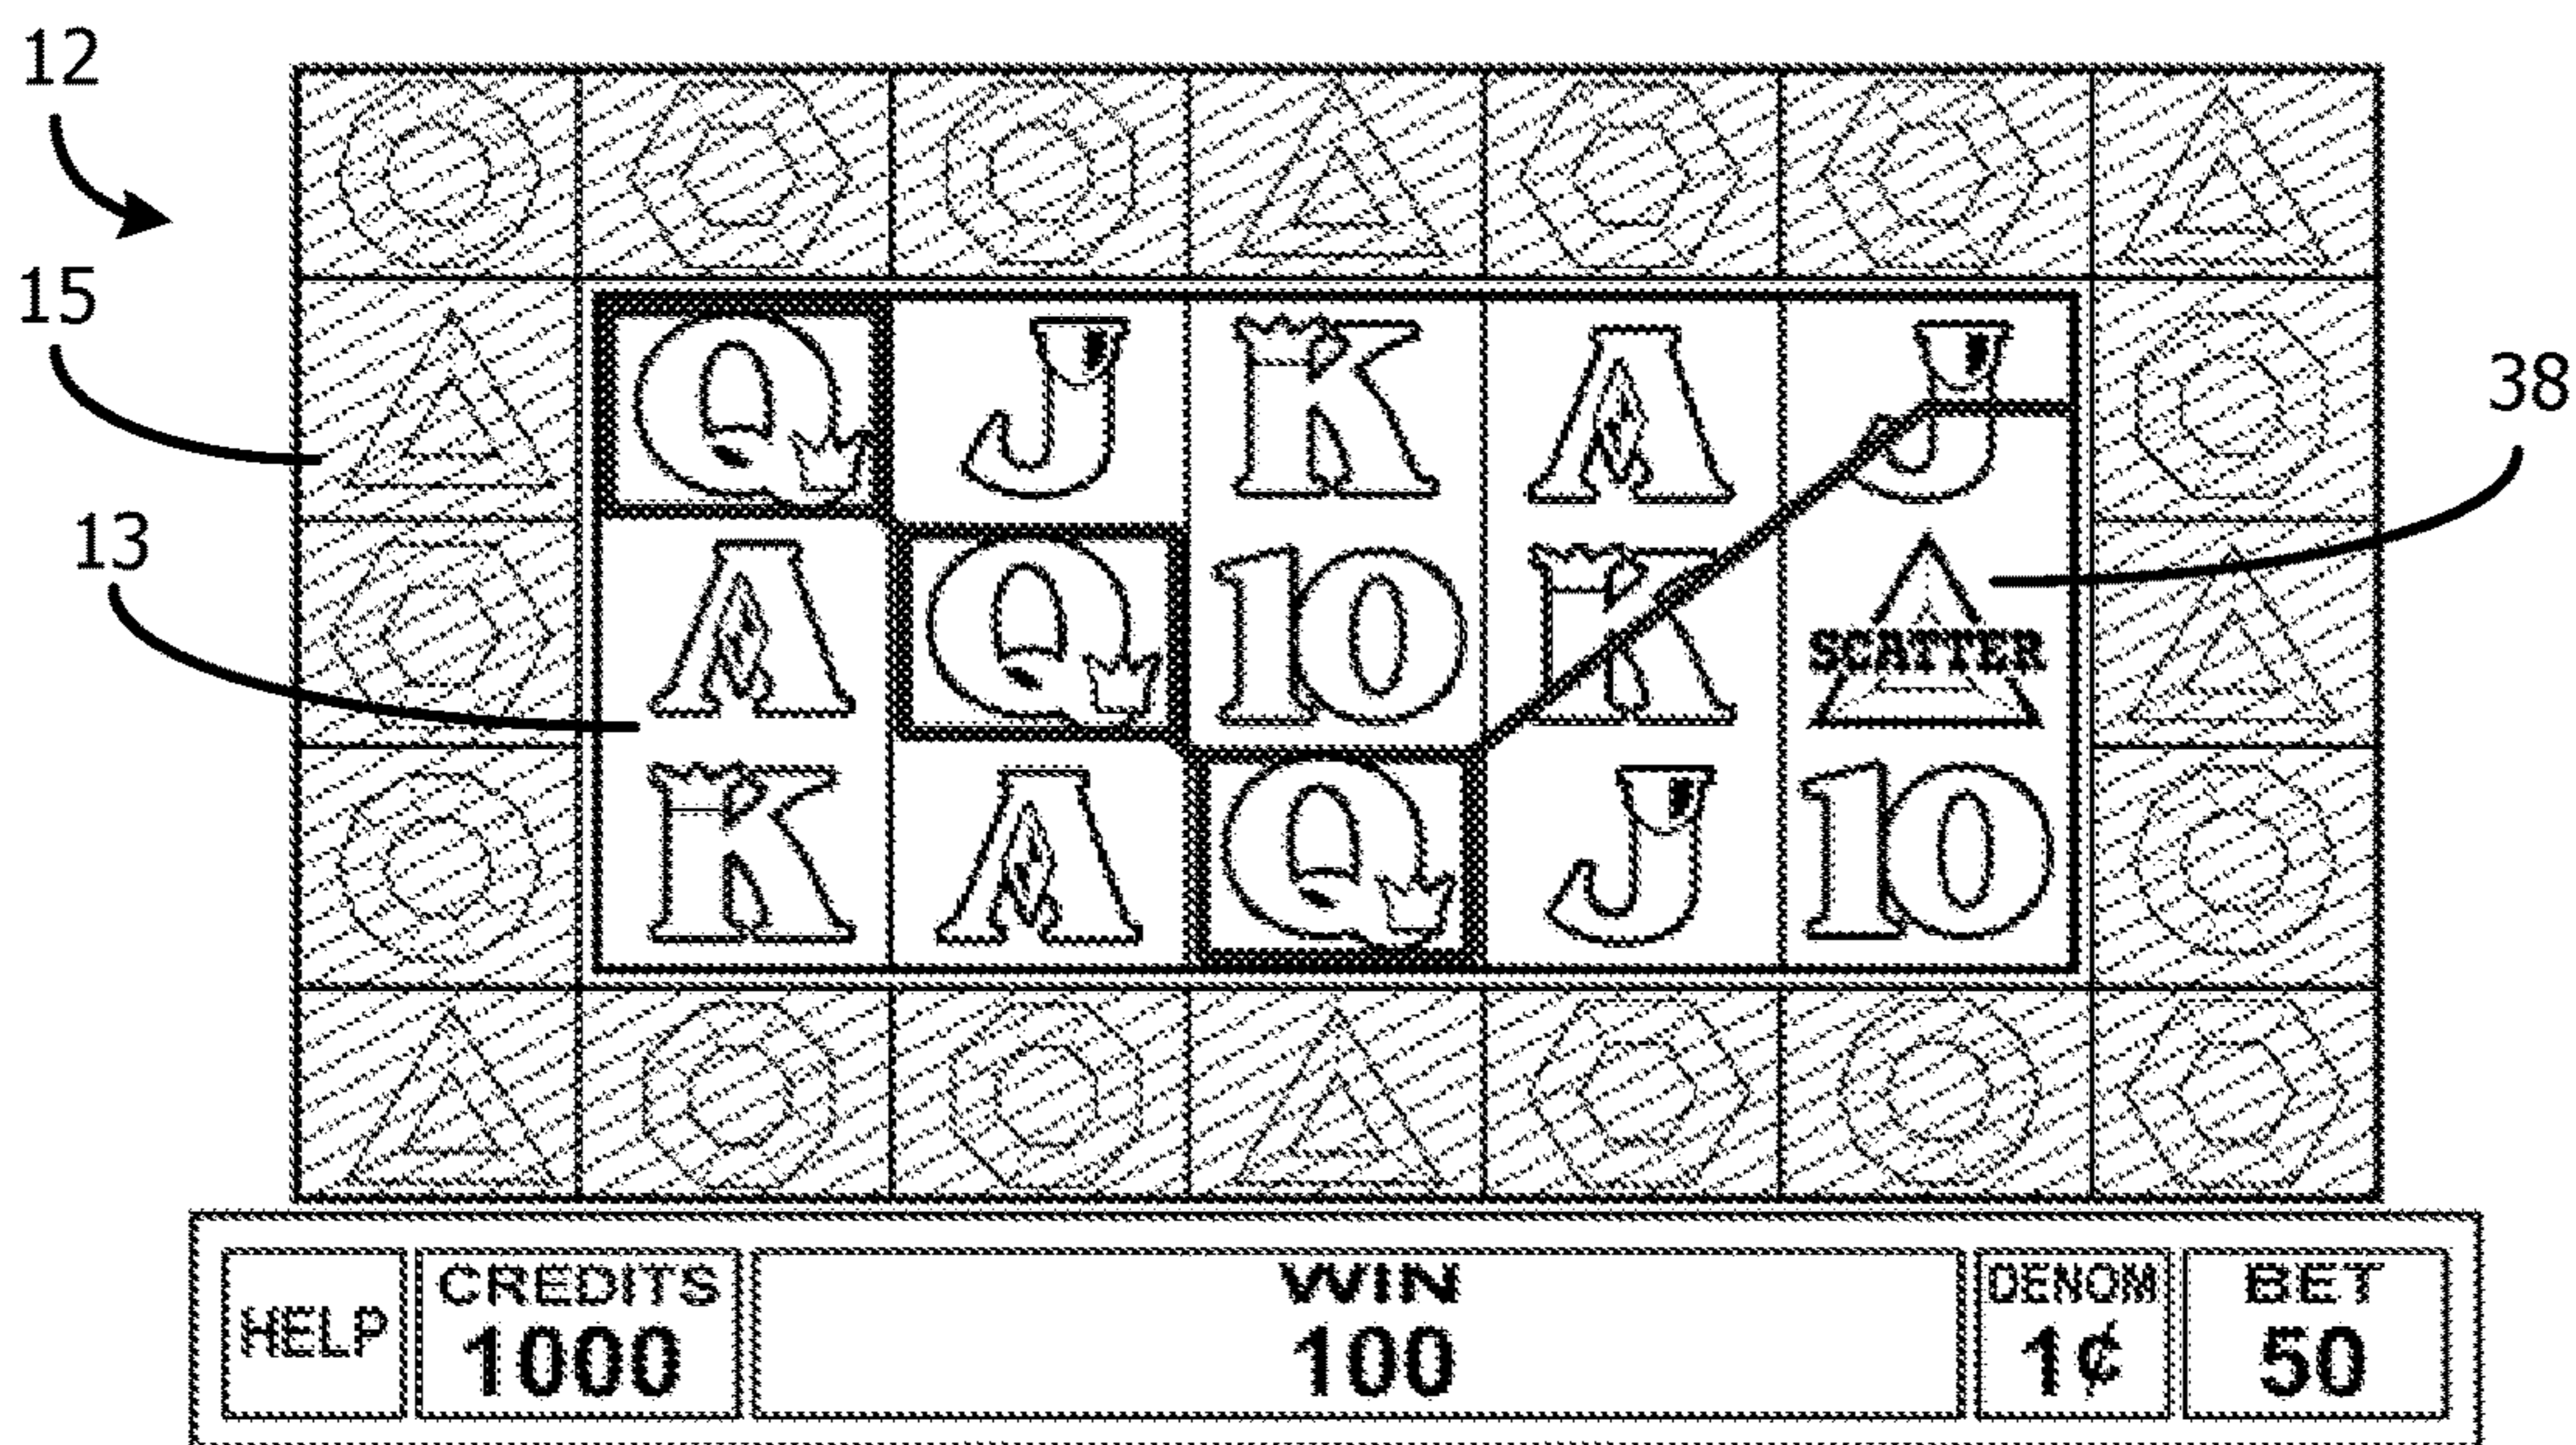 12
15
Q J K A J
38
13
A Q 10 K SCATTER
K A Q J 10
HELP CREDITS WIN DENOM BET
1000 100 1¢ 50